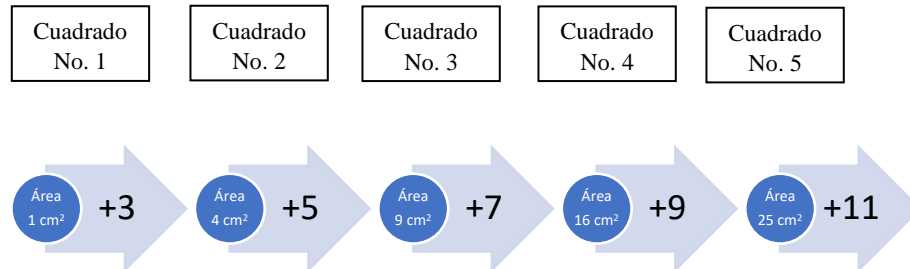 Cuadrado
No. 1
Cuadrado
No. 2
Cuadrado
No. 3
Cuadrado
No. 4
Cuadrado
No. 5
Área
1 cm²
+3
Área
4 cm²
+5
Área
9 cm²
+7
Área
16 cm²
+9
Área
25 cm²
+11